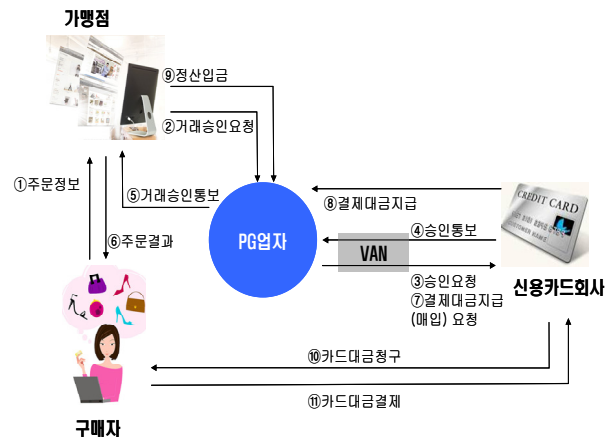 가맹점
⑨정산입금
②거래승인요청
①주문정보
⑤거래승인통보
⑥주문결과
PG업자
⑧결제대금지급
④승인통보
VAN
③승인요청
⑦결제대금지급
(매입) 요청
CREDIT CARD
신용카드회사
⑩카드대금청구
⑪카드대금결제
구매자